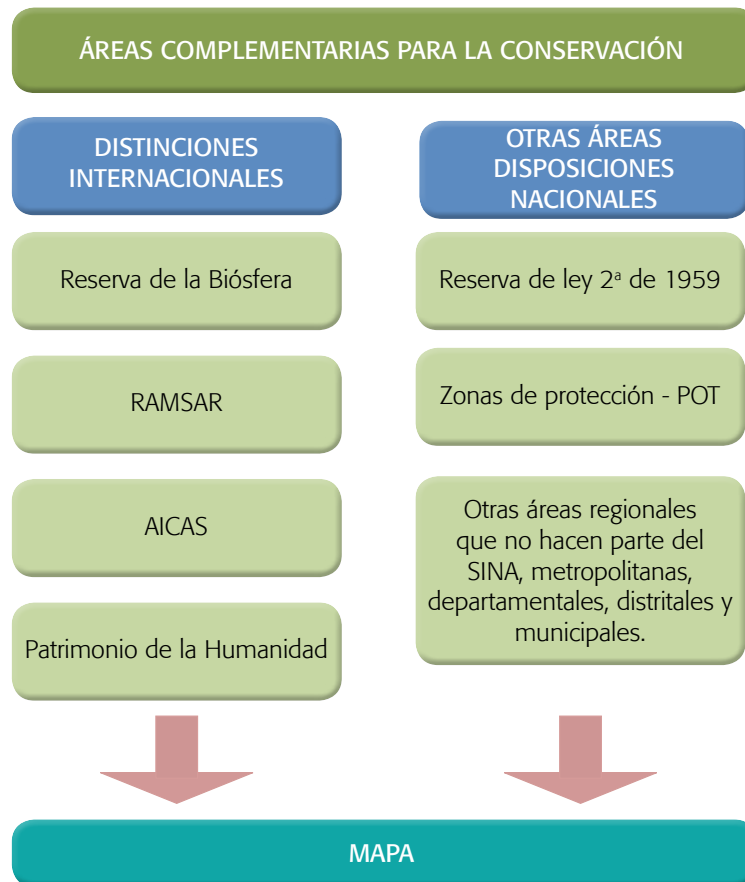 ÁREAS COMPLEMENTARIAS PARA LA CONSERVACIÓN
DISTINCIONES
INTERNACIONALES
Reserva de la Biósfera
RAMSAR
AICAS
Patrimonio de la Humanidad
OTRAS ÁREAS
DISPOSICIONES
NACIONALES
Reserva de ley 2ª de 1959
Zonas de protección - POT
Otras áreas regionales
que no hacen parte del
SINA, metropolitanas,
departamentales, distritales y
municipales.
MAPA